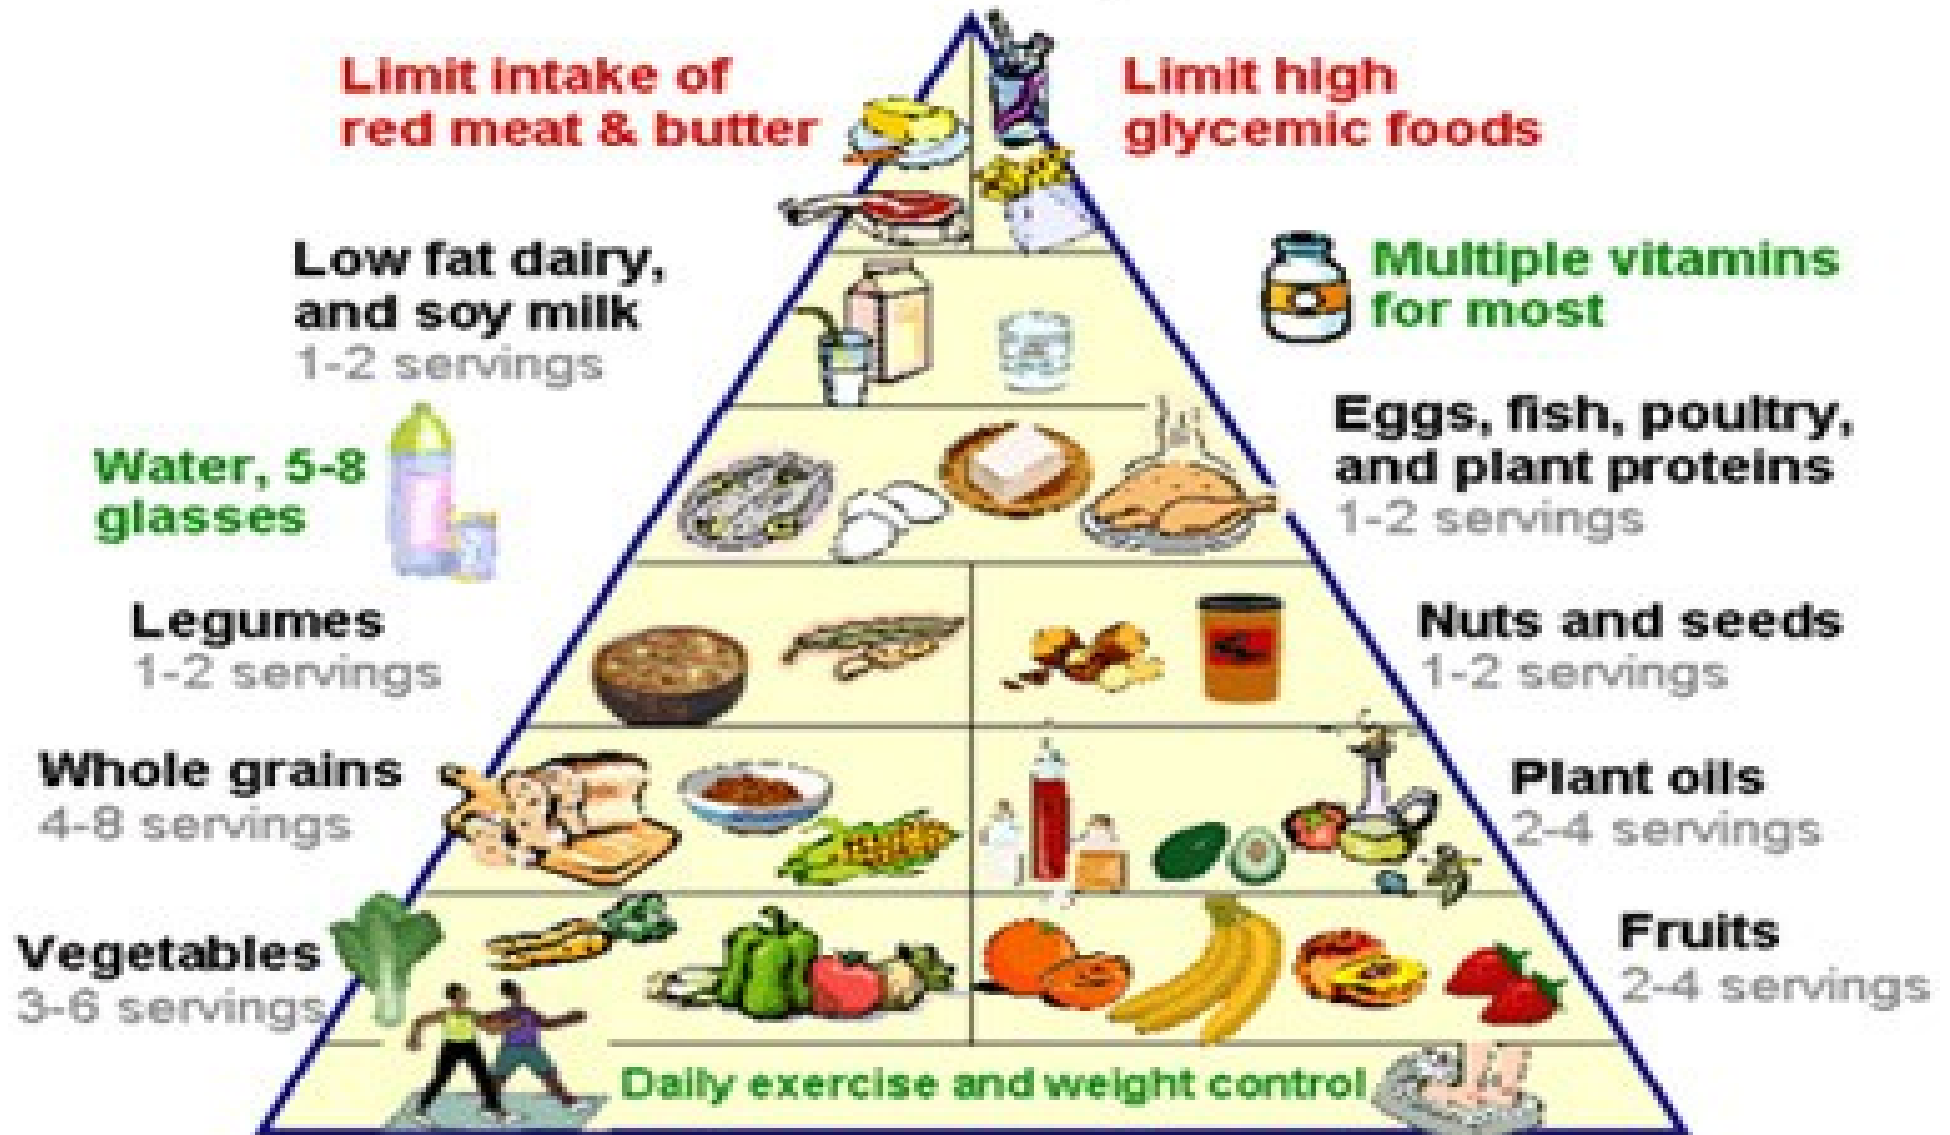 Limit intake of
red meat & butter
Limit high
glycemic foods
Low fat dairy,
and soy milk
1-2 servings
Multiple vitamins
for most
Water, 5-8
glasses
Eggs, fish, poultry,
and plant proteins
1-2 servings
Legumes
1-2 servings
Nuts and seeds
1-2 servings
Whole grains
4-8 servings
Plant oils
2-4 servings
Vegetables
3-6 servings
Fruits
2-4 servings
Daily exercise and weight control